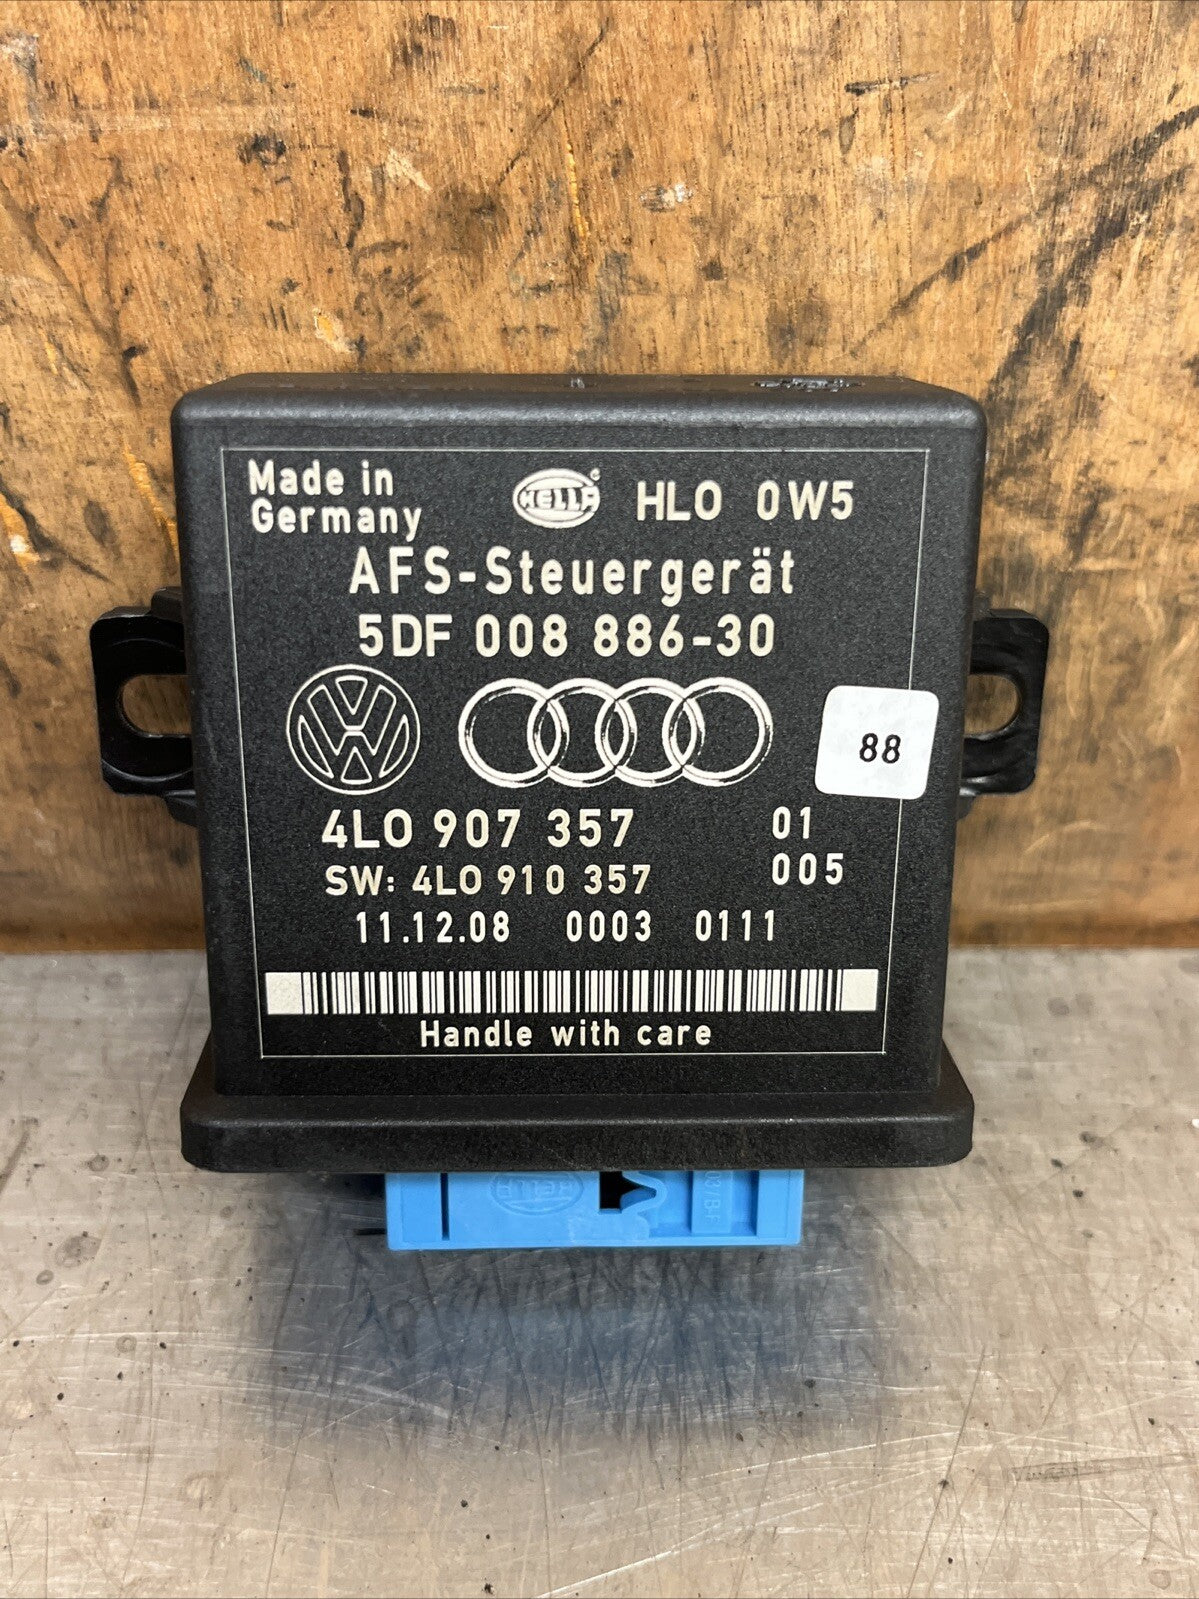 Made in
Germany
HELLA
HLO 0W5
AFS-Steuergerät
5DF 008 886-30
88
4L0 907 357 01
SW: 4L0 910 357 005
11.12.08 0003 0111
Handle with care
HELLA